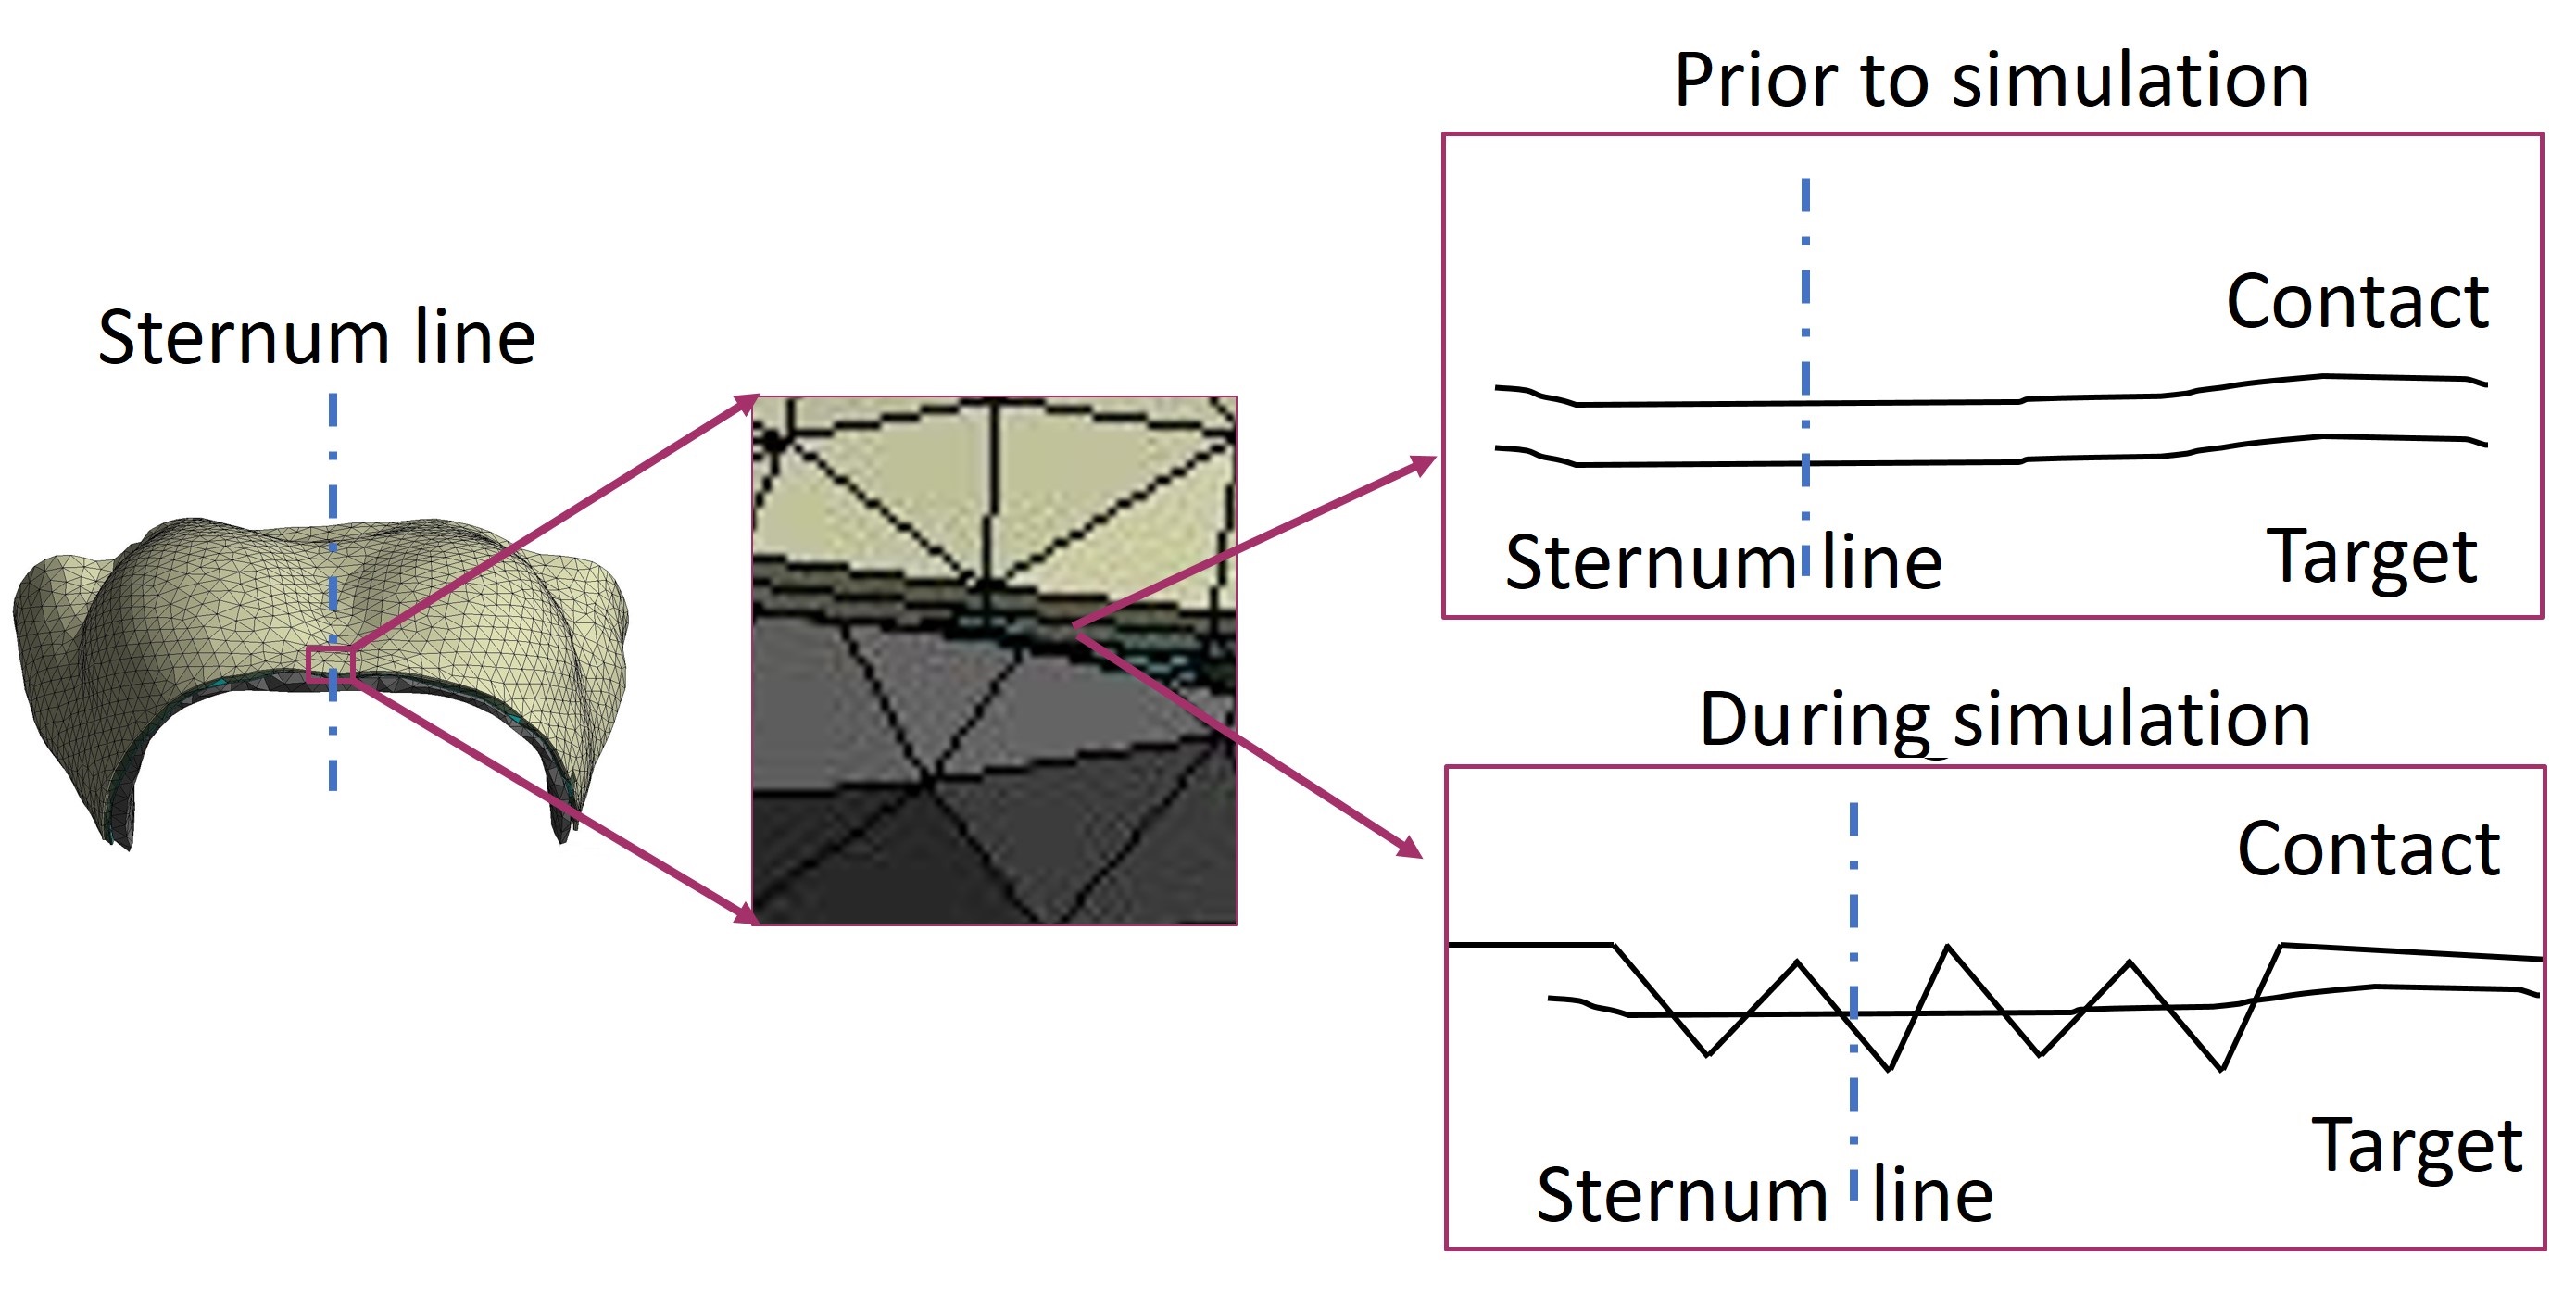 Sternum line
Prior to simulation
Contact
Sternum line
Target
During simulation
Contact
Target
Sternum line